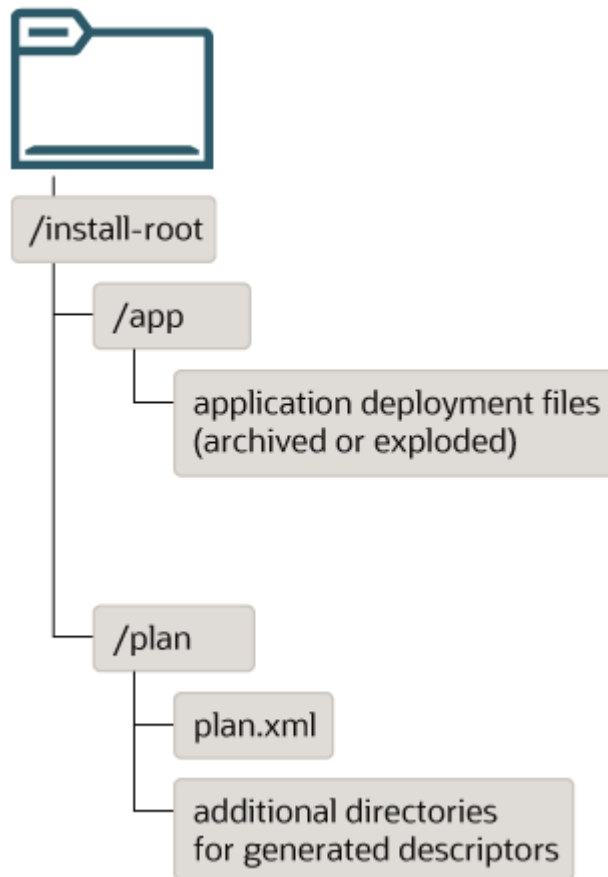 /install-root
/app
application deployment files
(archived or exploded)
/plan
plan.xml
additional directories
for generated descriptors